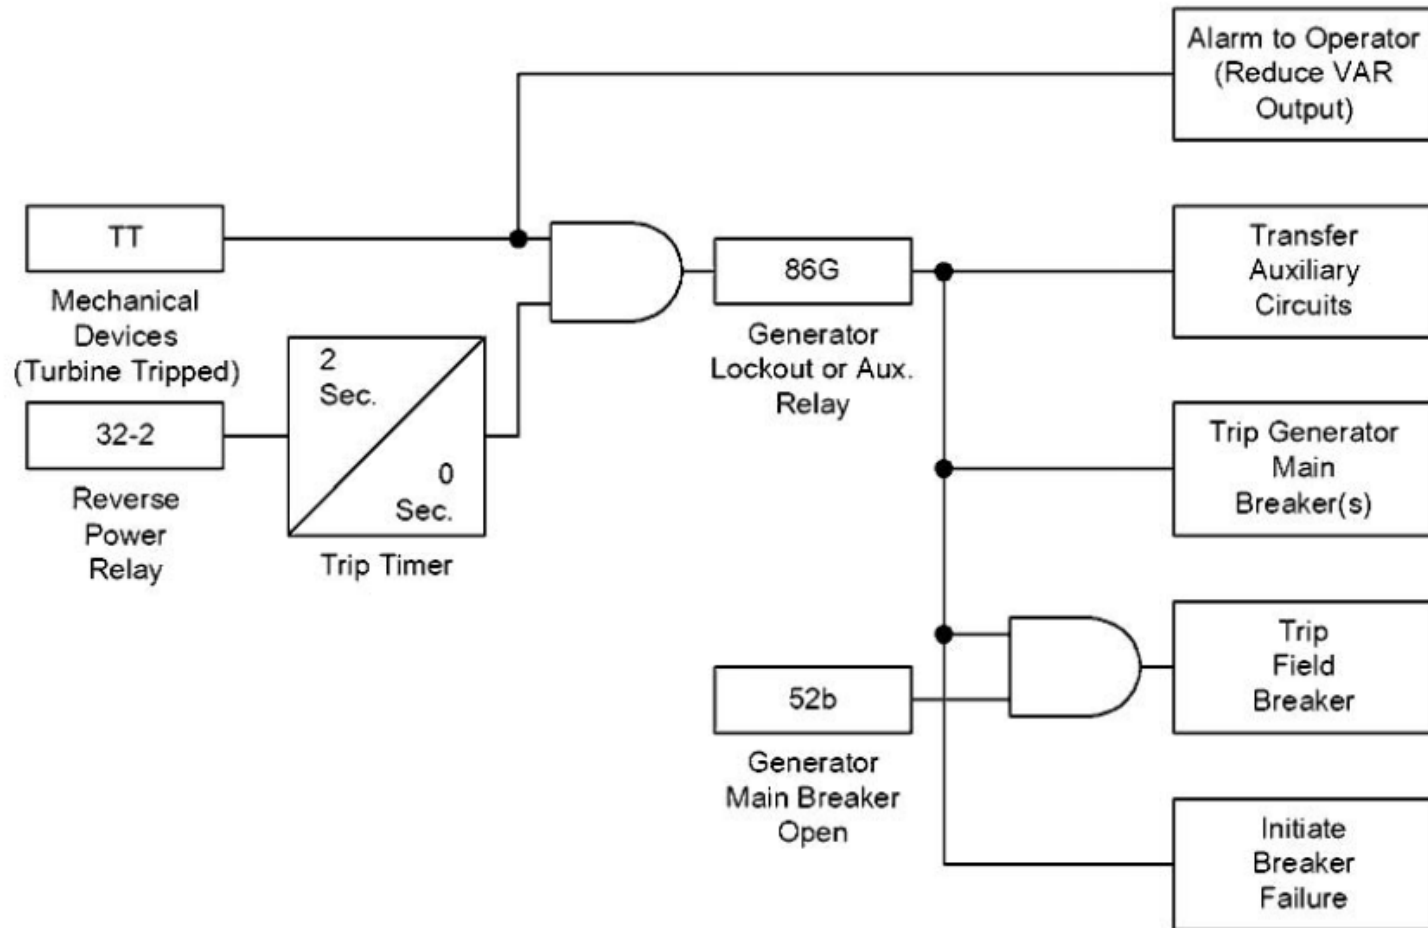 Alarm to Operator
(Reduce VAR
Output)
TT
Mechanical
Devices
(Turbine Tripped)
86G
Generator
Lockout or Aux.
Relay
Transfer
Auxiliary
Circuits
2
Sec.
0
Sec.
Trip Timer
32-2
Reverse
Power
Relay
Trip Generator
Main
Breaker(s)
52b
Generator
Main Breaker
Open
Trip
Field
Breaker
Initiate
Breaker
Failure